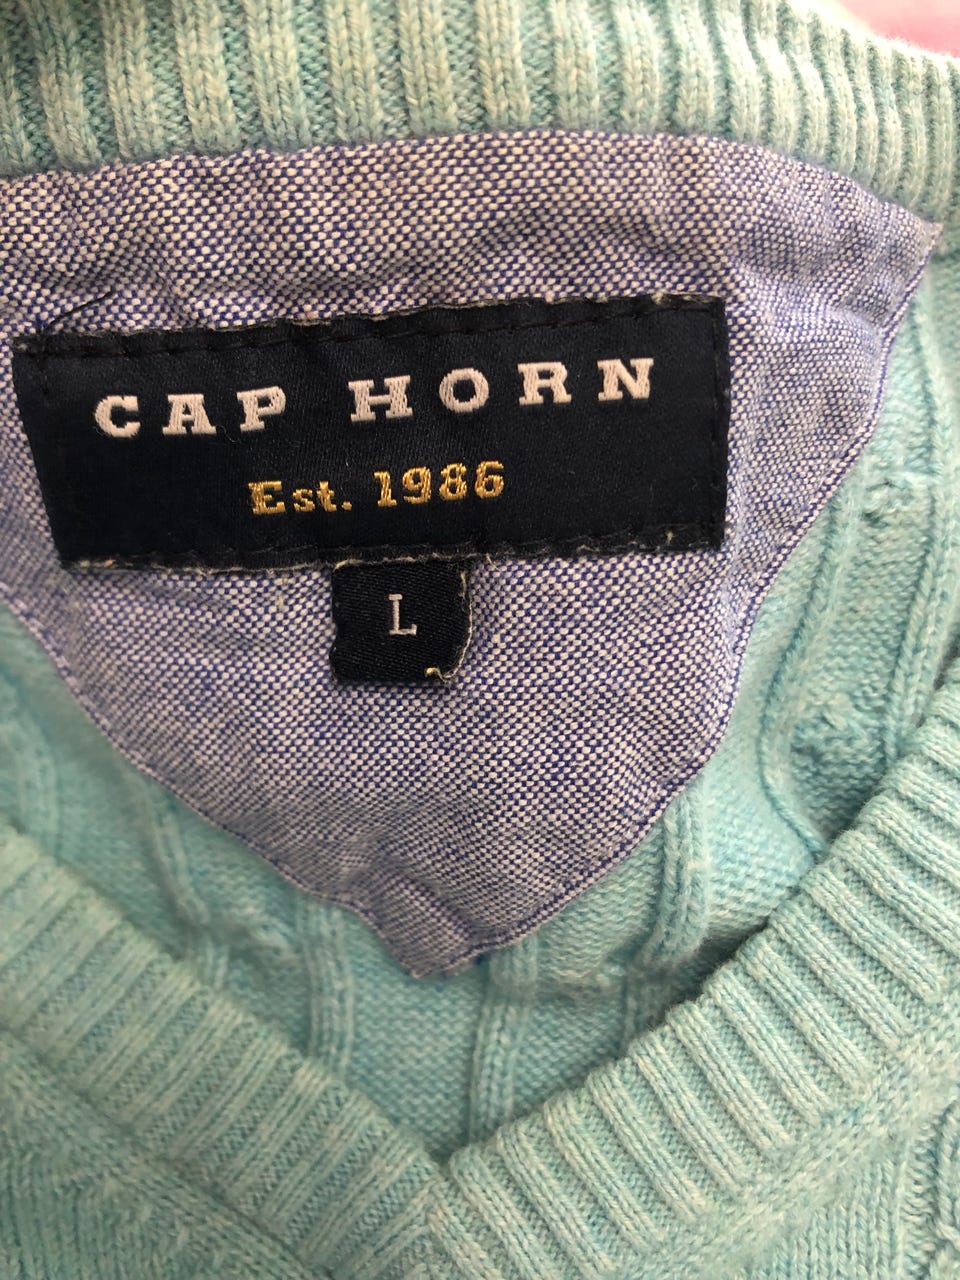 CAP HORN
Est. 1986
L